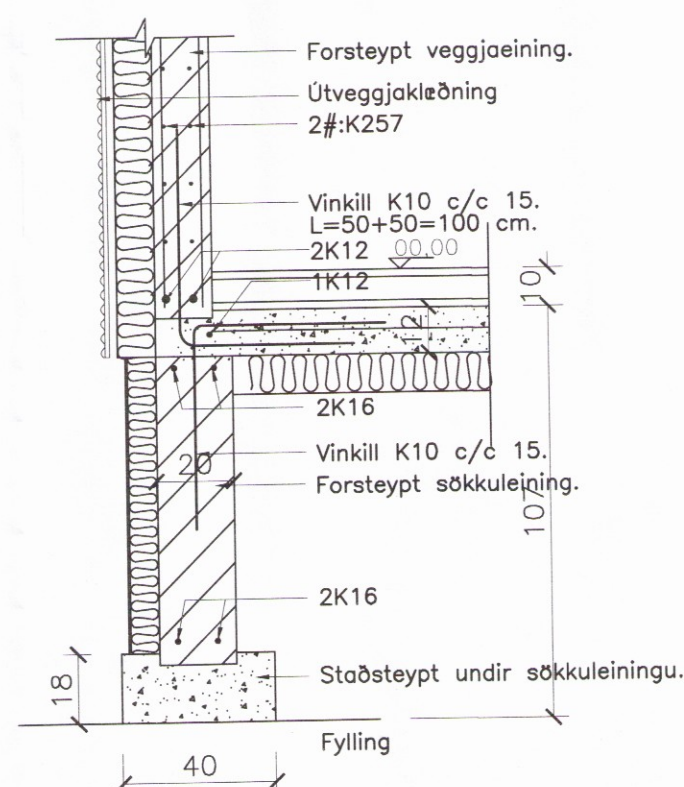 Forsteypt veggjaeining.
Útveggjaklæðning
2#:K257
Vinkill K10 c/c 15.
L=50+50=100 cm.
2K12
00.00
1K12
10
12
2K16
Vinkill K10 c/c 15.
20
Forsteypt sökkuleining.
107
2K16
Staðsteypt undir sökkuleiningu.
18
Fylling
40